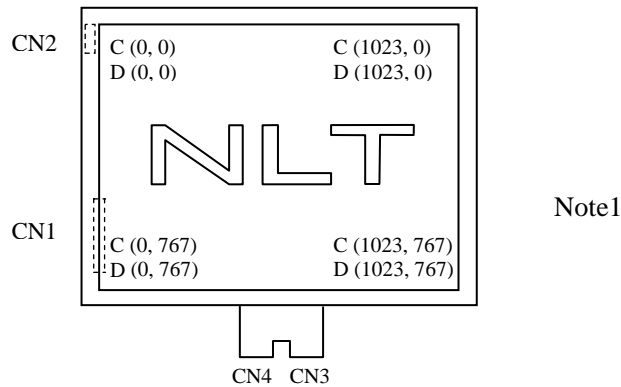 CN2
C (0, 0) C (1023, 0)
D (0, 0) D (1023, 0)
NLT
Note1
CN1
C (0, 767) C (1023, 767)
D (0, 767) D (1023, 767)
CN4 CN3